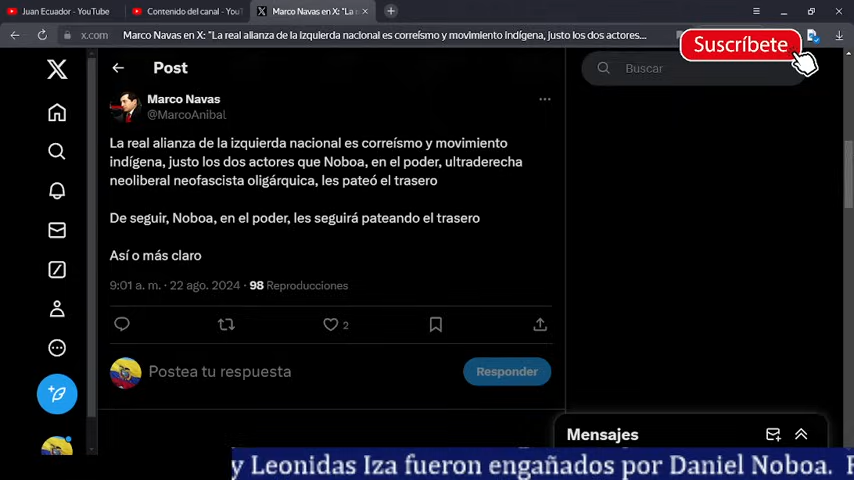 Juan Ecuador - YouTube
Contenido del canal - YouT
Marco Navas en X: "La r
x.com
Marco Navas en X: "La real alianza de la izquierda nacional es correísmo y movimiento indígena, justo los dos actores...
Suscríbete
Post
Buscar
Marco Navas
@MarcoAnibal
La real alianza de la izquierda nacional es correísmo y movimiento
indígena, justo los dos actores que Noboa, en el poder, ultraderecha
neoliberal neofascista oligárquica, les pateó el trasero
De seguir, Noboa, en el poder, les seguirá pateando el trasero
Así o más claro
9:01 a. m. · 22 ago. 2024 · 98 Reproducciones
2
Postea tu respuesta
Responder
Mensajes
y Leonidas Iza fueron engañados por Daniel Noboa.